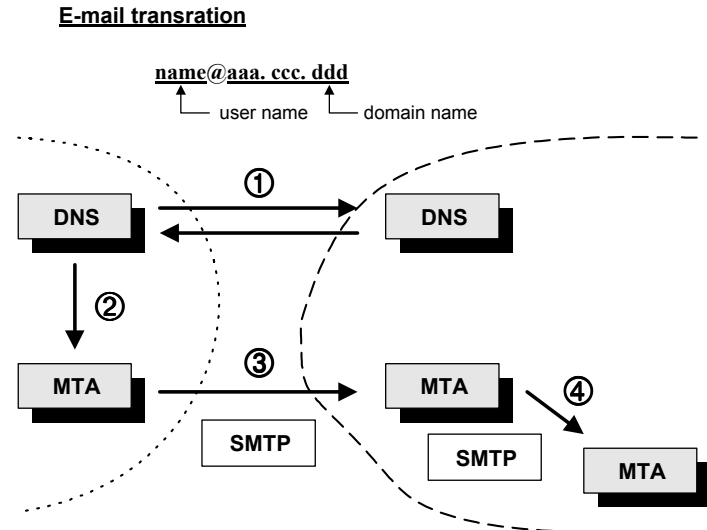 E-mail transration
name@aaa. ccc. ddd
user name
domain name
①
DNS
DNS
②
③
MTA
MTA
④
SMTP
SMTP
MTA